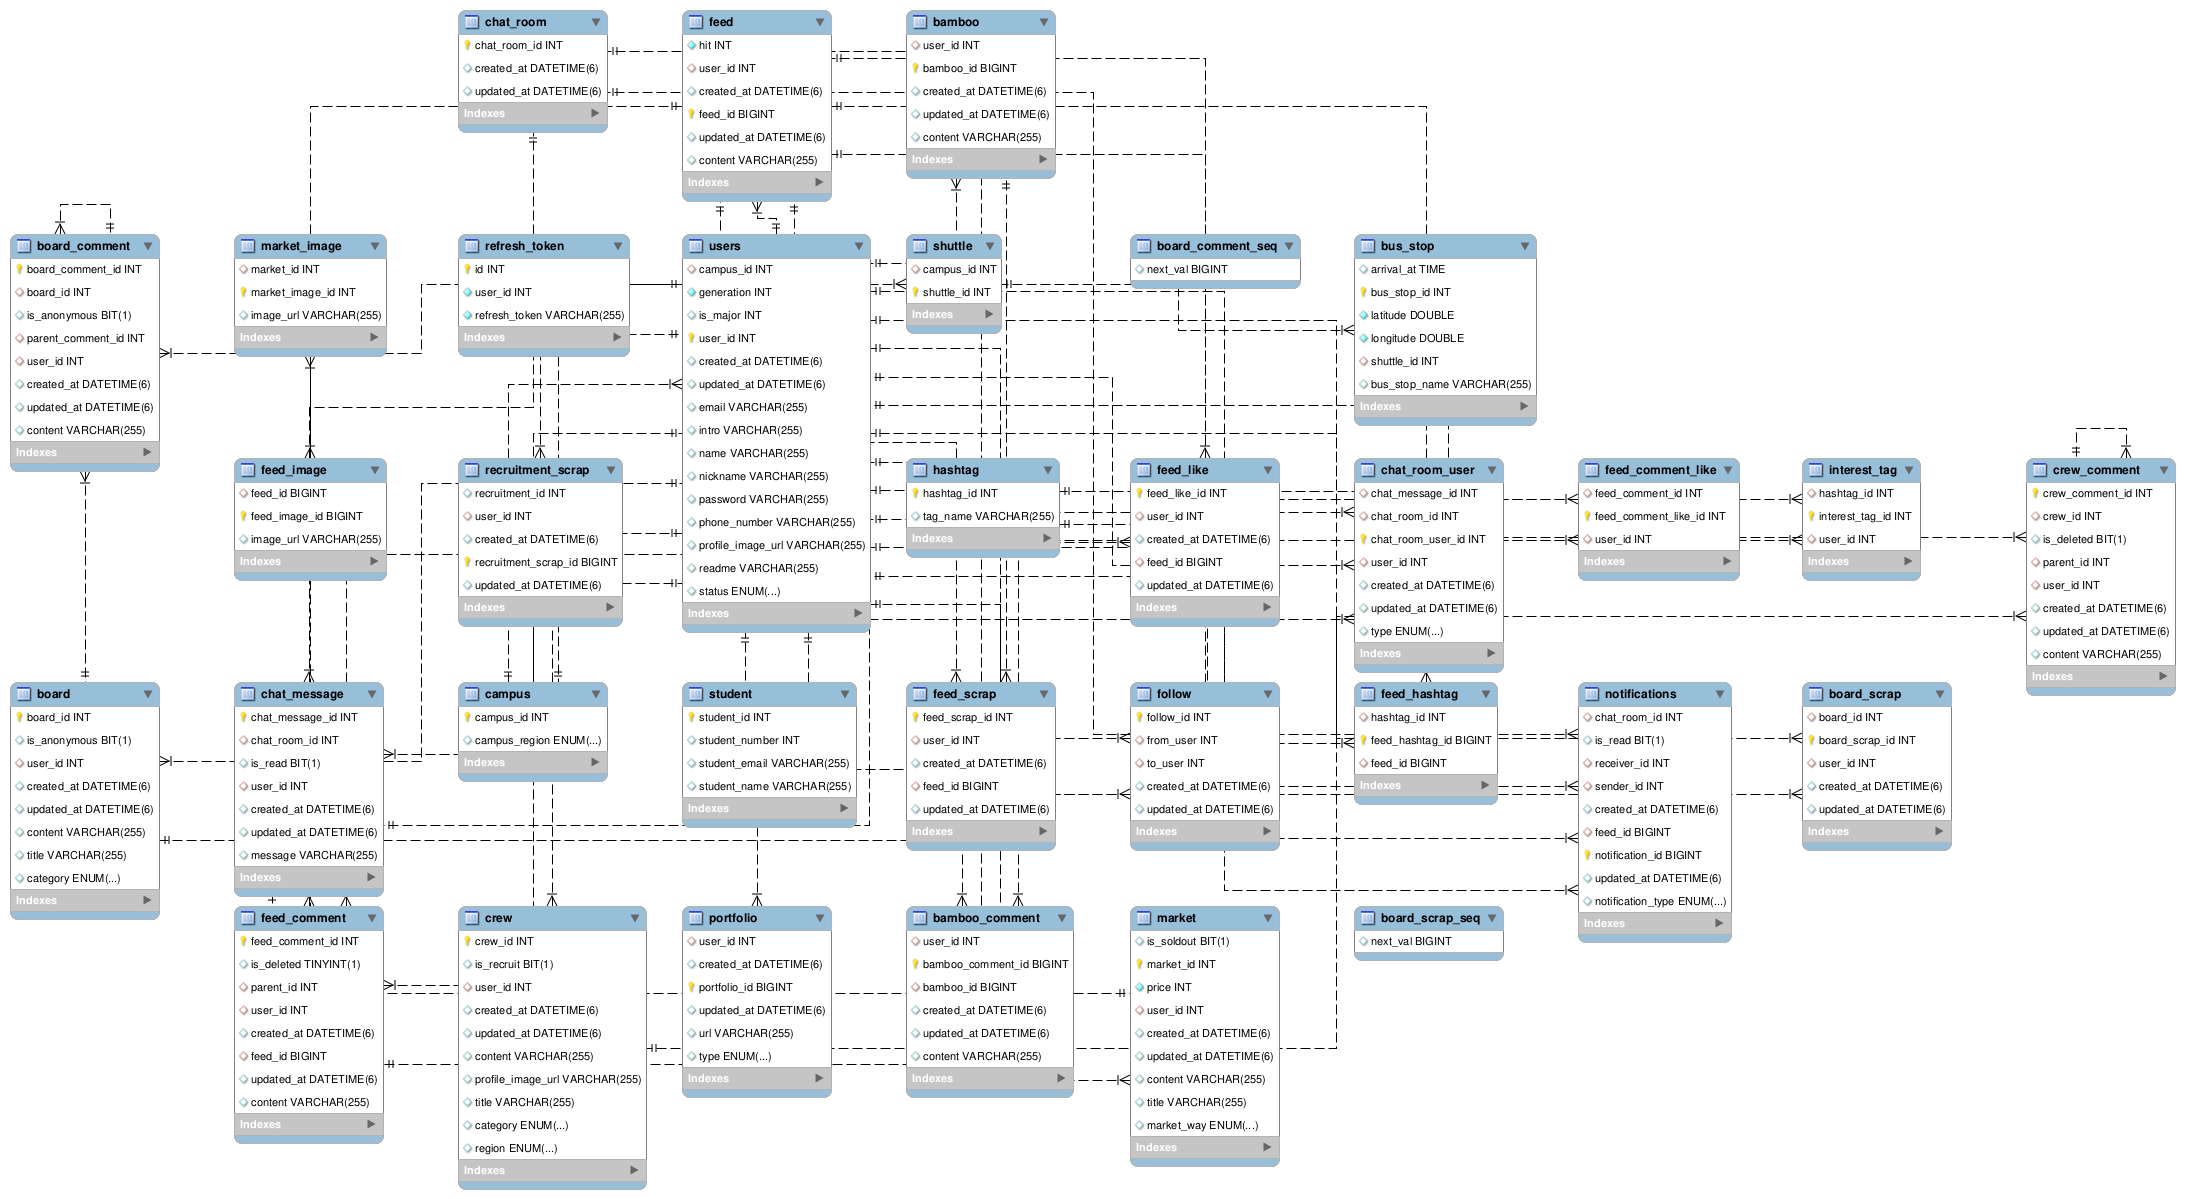 chat_room
chat_room_id INT
created_at DATETIME(6)
updated_at DATETIME(6)
Indexes
feed
hit INT
user_id INT
created_at DATETIME(6)
feed_id BIGINT
updated_at DATETIME(6)
content VARCHAR(255)
Indexes
bamboo
user_id INT
bamboo_id BIGINT
created_at DATETIME(6)
updated_at DATETIME(6)
content VARCHAR(255)
Indexes
board_comment
board_comment_id INT
board_id INT
is_anonymous BIT(1)
parent_comment_id INT
user_id INT
created_at DATETIME(6)
updated_at DATETIME(6)
content VARCHAR(255)
Indexes
market_image
market_id INT
market_image_id INT
image_url VARCHAR(255)
Indexes
refresh_token
id INT
user_id INT
refresh_token VARCHAR(255)
Indexes
users
campus_id INT
generation INT
is_major INT
user_id INT
created_at DATETIME(6)
updated_at DATETIME(6)
email VARCHAR(255)
intro VARCHAR(255)
name VARCHAR(255)
nickname VARCHAR(255)
password VARCHAR(255)
phone_number VARCHAR(255)
profile_image_url VARCHAR(255)
readme VARCHAR(255)
status ENUM(...)
Indexes
shuttle
campus_id INT
shuttle_id INT
Indexes
board_comment_seq
next_val BIGINT
bus_stop
arrival_at TIME
bus_stop_id INT
latitude DOUBLE
longitude DOUBLE
shuttle_id INT
bus_stop_name VARCHAR(255)
Indexes
feed_image
feed_id BIGINT
feed_image_id BIGINT
image_url VARCHAR(255)
Indexes
recruitment_scrap
recruitment_id INT
user_id INT
created_at DATETIME(6)
recruitment_scrap_id BIGINT
updated_at DATETIME(6)
Indexes
hashtag
hashtag_id INT
tag_name VARCHAR(255)
Indexes
feed_like
feed_like_id INT
user_id INT
created_at DATETIME(6)
feed_id BIGINT
updated_at DATETIME(6)
Indexes
chat_room_user
chat_message_id INT
chat_room_id INT
chat_room_user_id INT
user_id INT
created_at DATETIME(6)
updated_at DATETIME(6)
type ENUM(...)
Indexes
feed_comment_like
feed_comment_id INT
feed_comment_like_id INT
user_id INT
Indexes
interest_tag
hashtag_id INT
interest_tag_id INT
user_id INT
Indexes
crew_comment
crew_comment_id INT
crew_id INT
is_deleted BIT(1)
parent_id INT
user_id INT
created_at DATETIME(6)
updated_at DATETIME(6)
content VARCHAR(255)
Indexes
board
board_id INT
is_anonymous BIT(1)
user_id INT
created_at DATETIME(6)
updated_at DATETIME(6)
content VARCHAR(255)
title VARCHAR(255)
category ENUM(...)
Indexes
chat_message
chat_message_id INT
chat_room_id INT
is_read BIT(1)
user_id INT
created_at DATETIME(6)
updated_at DATETIME(6)
message VARCHAR(255)
Indexes
campus
campus_id INT
campus_region ENUM(...)
Indexes
student
student_id INT
student_number INT
student_email VARCHAR(255)
student_name VARCHAR(255)
Indexes
feed_scrap
feed_scrap_id INT
user_id INT
created_at DATETIME(6)
feed_id BIGINT
updated_at DATETIME(6)
Indexes
follow
follow_id INT
from_user INT
to_user INT
created_at DATETIME(6)
updated_at DATETIME(6)
Indexes
feed_hashtag
hashtag_id INT
feed_hashtag_id BIGINT
feed_id BIGINT
Indexes
notifications
chat_room_id INT
is_read BIT(1)
receiver_id INT
sender_id INT
created_at DATETIME(6)
feed_id BIGINT
notification_id BIGINT
updated_at DATETIME(6)
notification_type ENUM(...)
Indexes
board_scrap
board_id INT
board_scrap_id INT
user_id INT
created_at DATETIME(6)
updated_at DATETIME(6)
Indexes
feed_comment
feed_comment_id INT
is_deleted TINYINT(1)
parent_id INT
user_id INT
created_at DATETIME(6)
feed_id BIGINT
updated_at DATETIME(6)
content VARCHAR(255)
Indexes
crew
crew_id INT
is_recruit BIT(1)
user_id INT
created_at DATETIME(6)
updated_at DATETIME(6)
content VARCHAR(255)
profile_image_url VARCHAR(255)
title VARCHAR(255)
category ENUM(...)
region ENUM(...)
Indexes
portfolio
user_id INT
created_at DATETIME(6)
portfolio_id BIGINT
updated_at DATETIME(6)
url VARCHAR(255)
type ENUM(...)
Indexes
bamboo_comment
user_id INT
bamboo_comment_id BIGINT
bamboo_id BIGINT
created_at DATETIME(6)
updated_at DATETIME(6)
content VARCHAR(255)
Indexes
market
is_soldout BIT(1)
market_id INT
price INT
user_id INT
created_at DATETIME(6)
updated_at DATETIME(6)
content VARCHAR(255)
title VARCHAR(255)
market_way ENUM(...)
Indexes
board_scrap_seq
next_val BIGINT